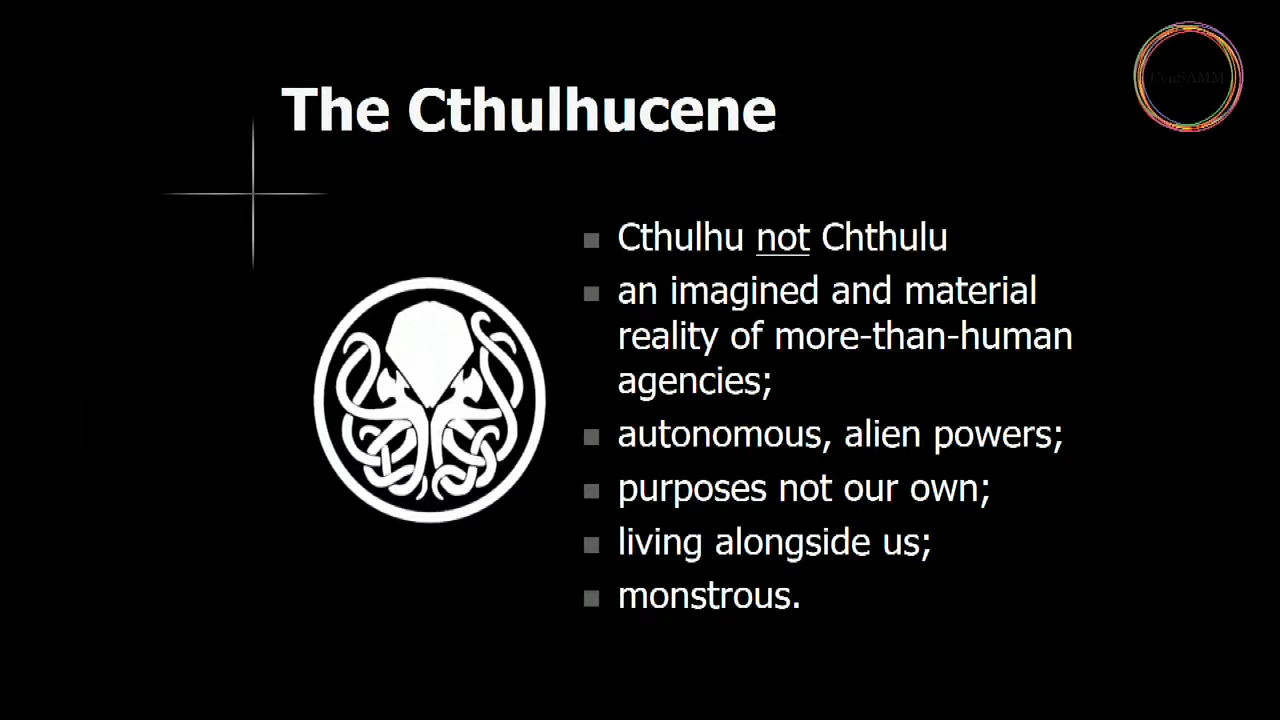 CenSAMM
The Cthulhucene
Cthulhu not Chthulu
an imagined and material
reality of more-than-human
agencies;
autonomous, alien powers;
purposes not our own;
living alongside us;
monstrous.